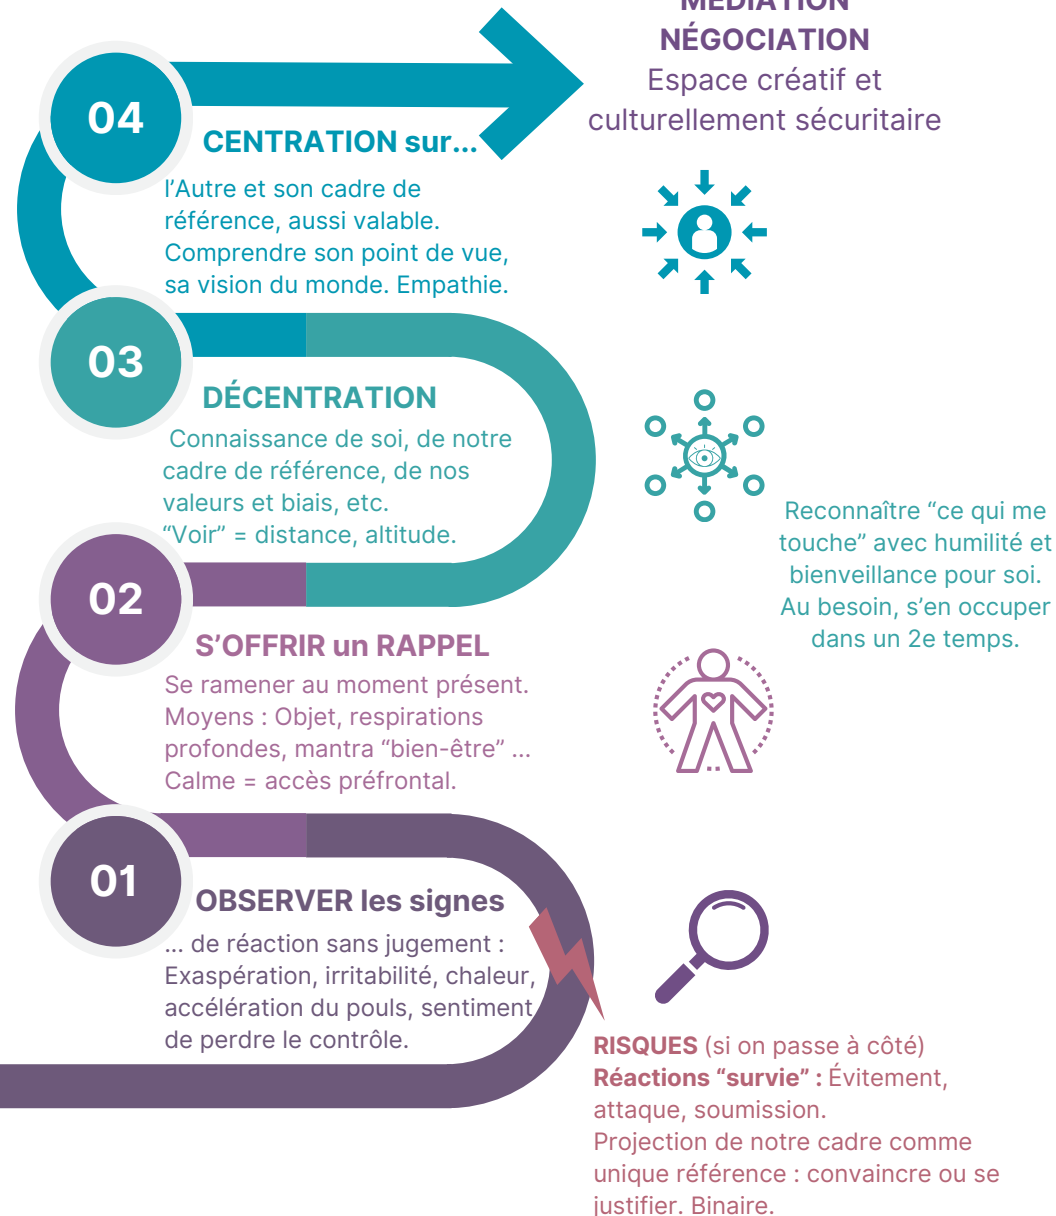 MÉDIATION
NÉGOCIATION
Espace créatif et
culturellement sécuritaire
04
CENTRATION sur...
l’Autre et son cadre de
référence, aussi valable.
Comprendre son point de vue,
sa vision du monde. Empathie.
03
DÉCENTRATION
Connaissance de soi, de notre
cadre de référence, de nos
valeurs et biais, etc.
“Voir” = distance, altitude.
Reconnaître “ce qui me
touche” avec humilité et
bienveillance pour soi.
Au besoin, s’en occuper
dans un 2e temps.
02
S’OFFRIR un RAPPEL
Se ramener au moment présent.
Moyens : Objet, respirations
profondes, mantra “bien-être” ...
Calme = accès préfrontal.
01
OBSERVER les signes
... de réaction sans jugement :
Exaspération, irritabilité, chaleur,
accélération du pouls, sentiment
de perdre le contrôle.
RISQUES (si on passe à côté)
Réactions “survie” : Évitement,
attaque, soumission.
Projection de notre cadre comme
unique référence : convaincre ou se
justifier. Binaire.